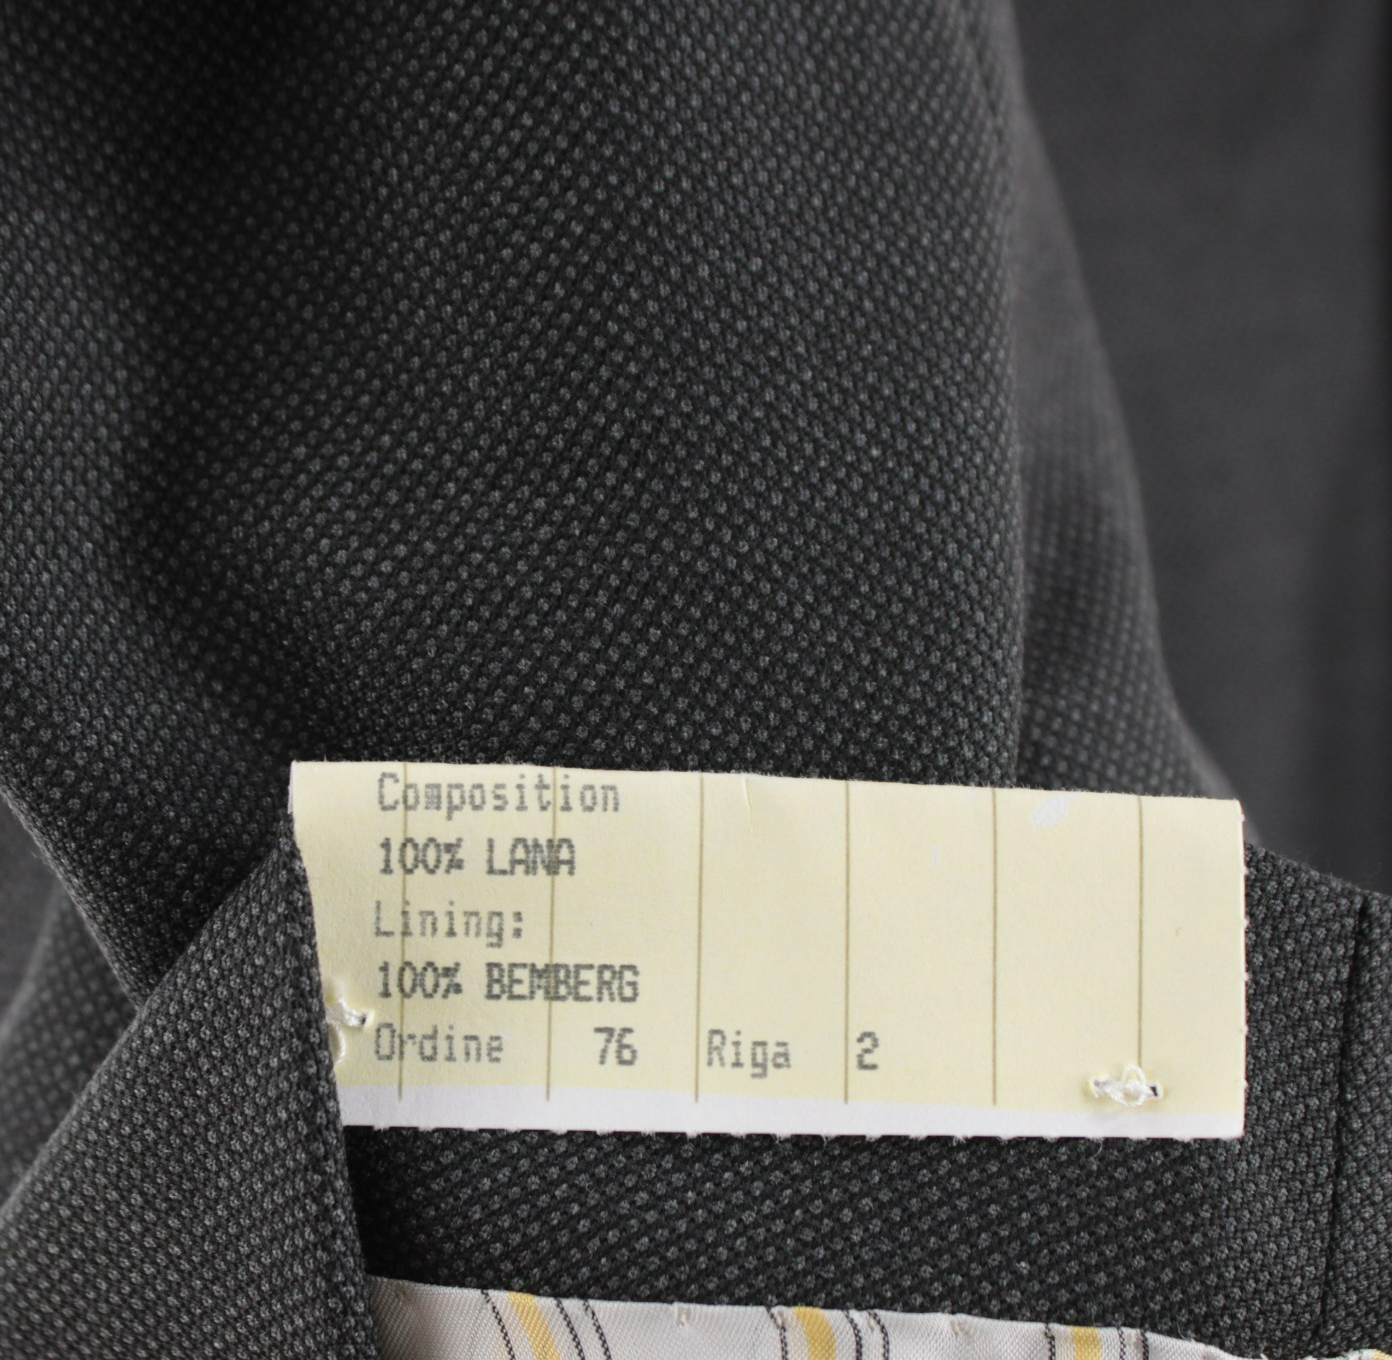 Composition
100% LANA
Lining:
100% BEMBERG
Ordine 76 Riga 2